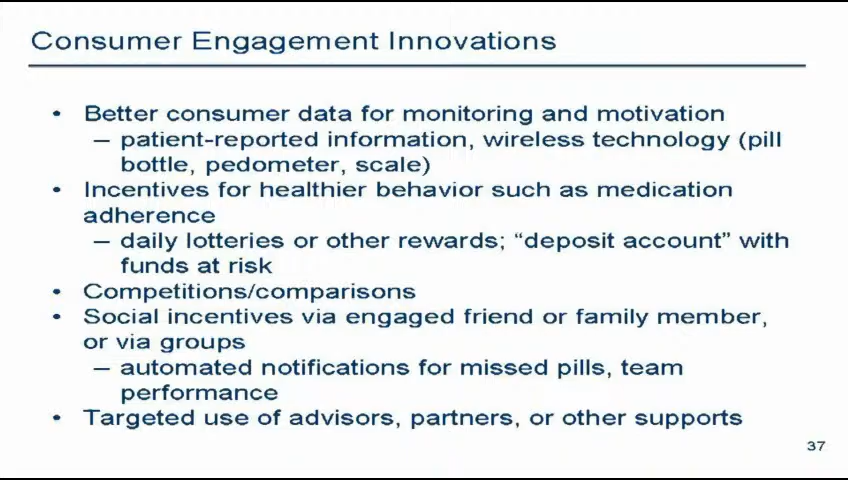 Consumer Engagement Innovations
• Better consumer data for monitoring and motivation
– patient-reported information, wireless technology (pill
bottle, pedometer, scale)
• Incentives for healthier behavior such as medication
adherence
– daily lotteries or other rewards; “deposit account” with
funds at risk
• Competitions/comparisons
• Social incentives via engaged friend or family member,
or via groups
– automated notifications for missed pills, team
performance
• Targeted use of advisors, partners, or other supports
37